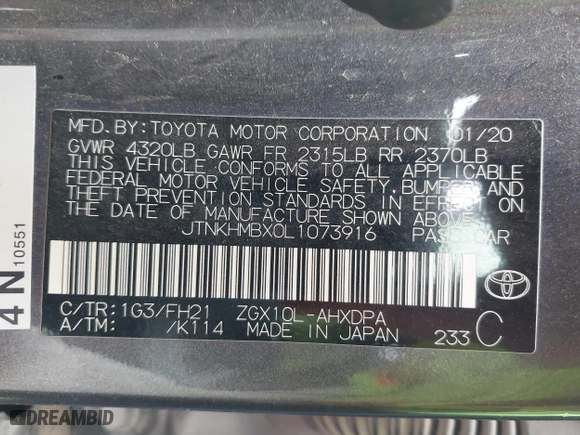 MFD.BY:TOYOTA MOTOR CORPORATION 01/20
GVWR 4320LB GAWR FR 2315LB RR 2370LB
THIS VEHICLE CONFORMS TO ALL APPLICABLE
FEDERAL MOTOR VEHICLE SAFETY, BUMPER, AND
THEFT PREVENTION STANDARDS IN EFFECT ON
THE DATE OF MANUFACTURE SHOWN ABOVE.
JTNKHMBX0L1073916 PASS CAR
C/TR:1G3/FH21 ZGX10L-AHXDPA
A/TM: /K114 MADE IN JAPAN 233 C
4 N
10551
DREAMBID